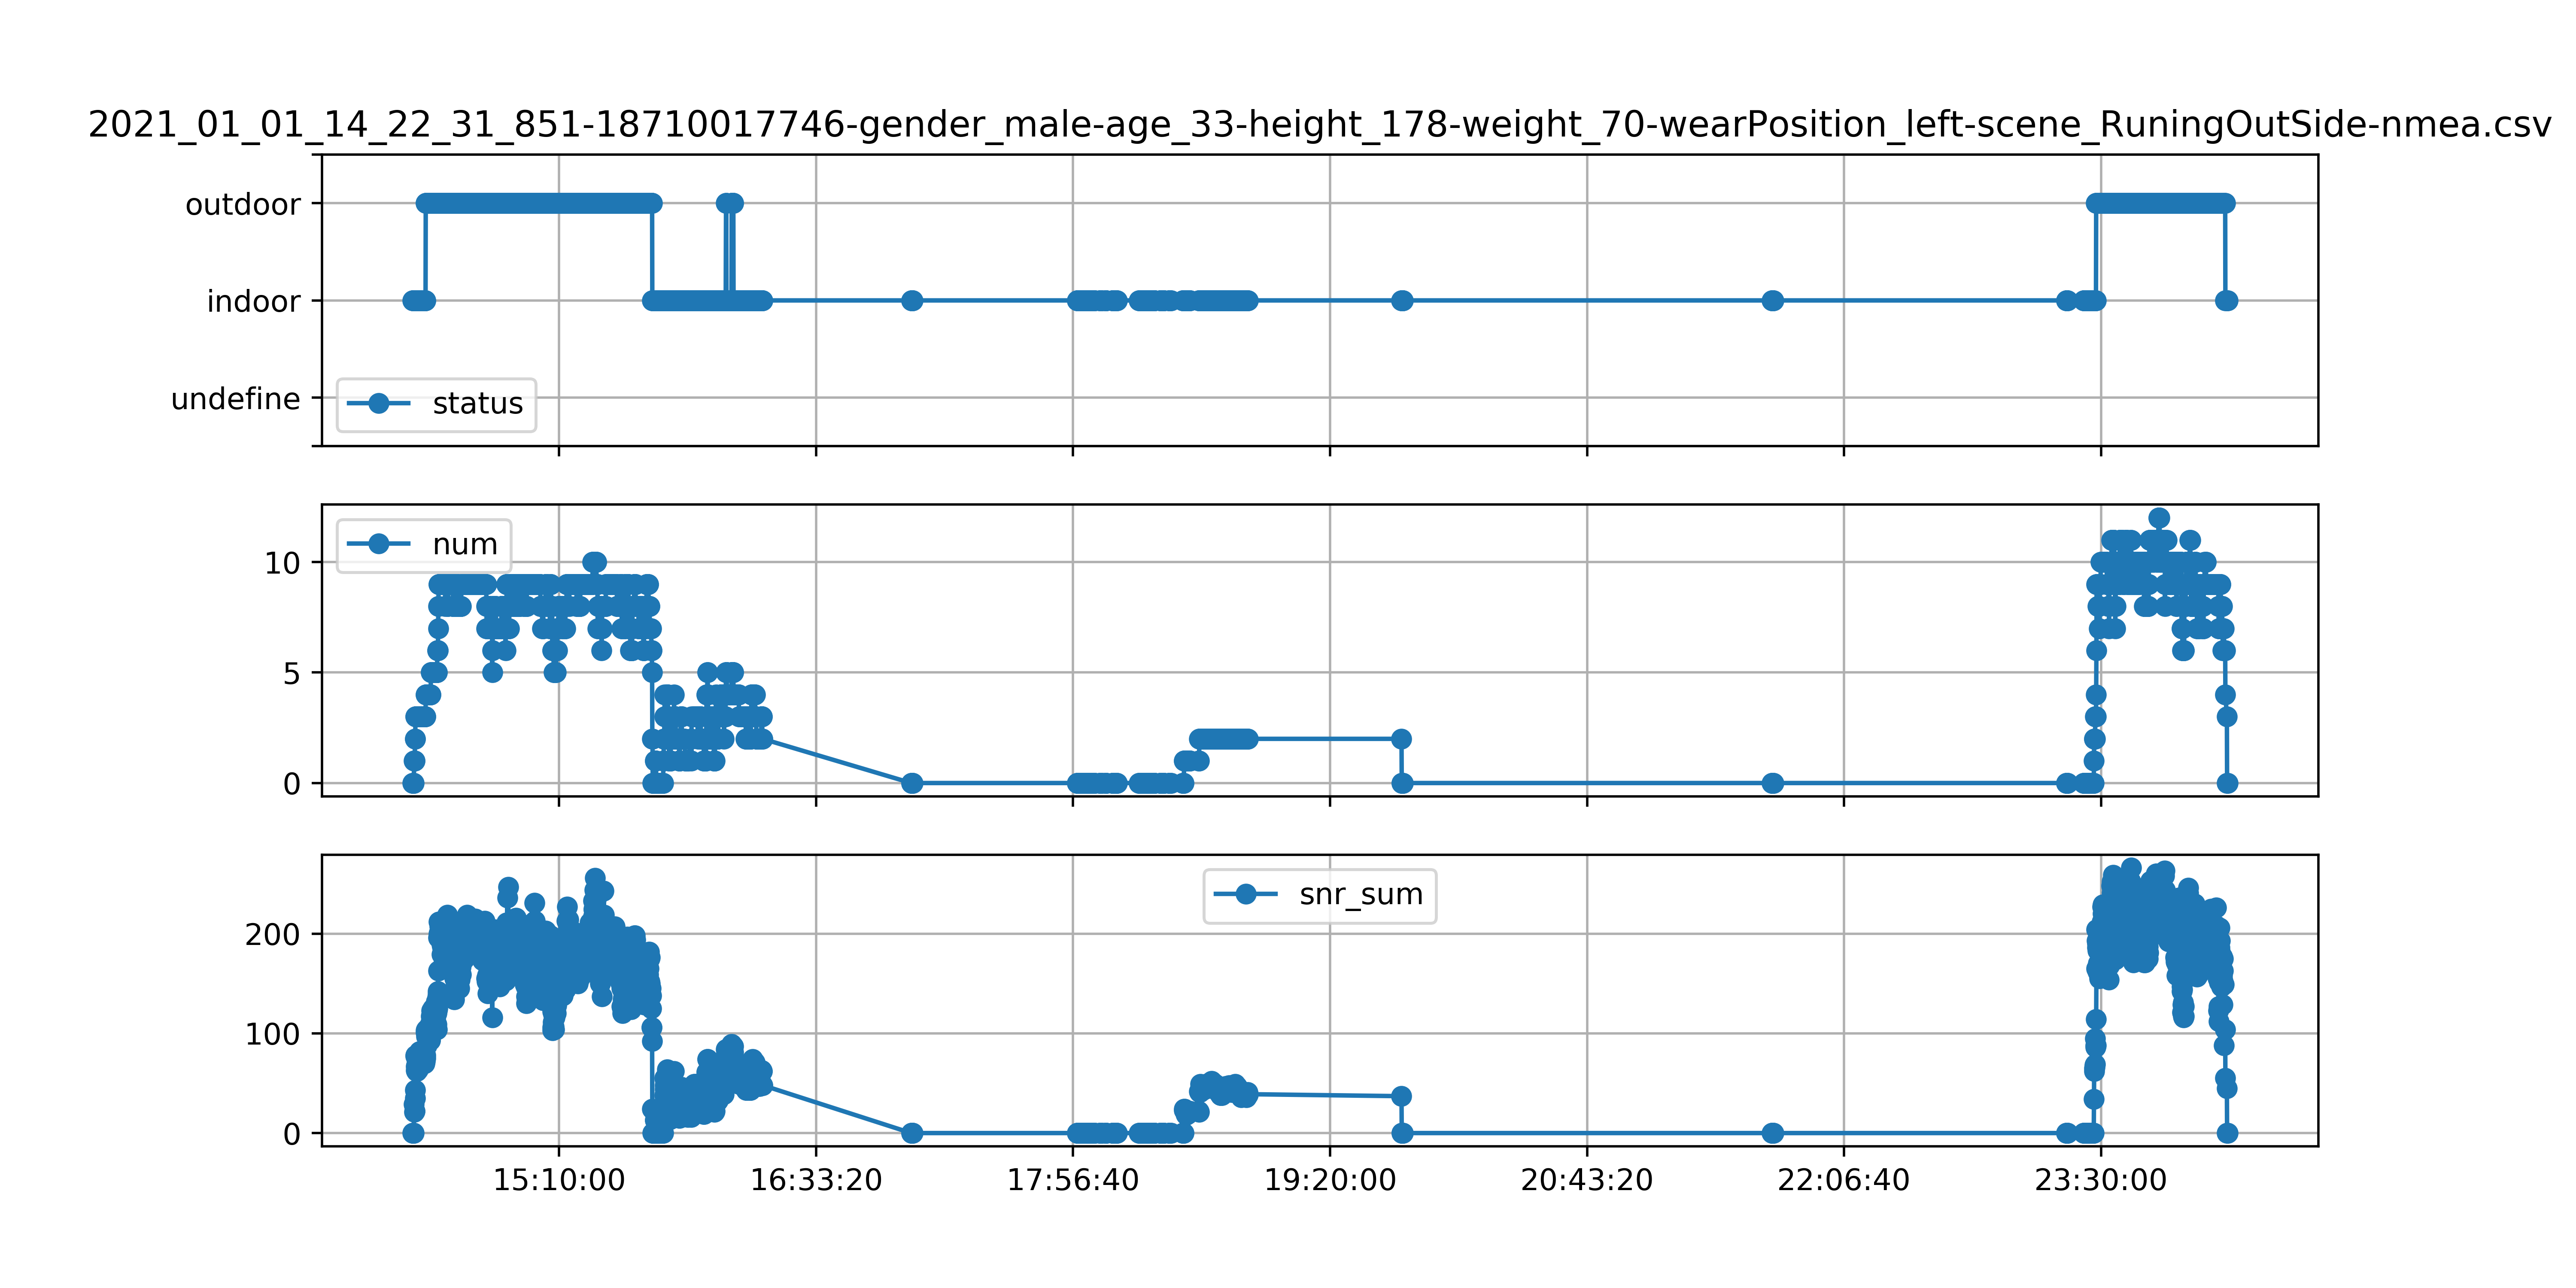 2021_01_01_14_22_31_851-18710017746-gender_male-age_33-height_178-weight_70-wearPosition_left-scene_RuningOutSide-nmea.csv
outdoor
indoor
undefine
status
num
10
5
0
snr_sum
200
100
0
15:10:00 16:33:20 17:56:40 19:20:00 20:43:20 22:06:40 23:30:00